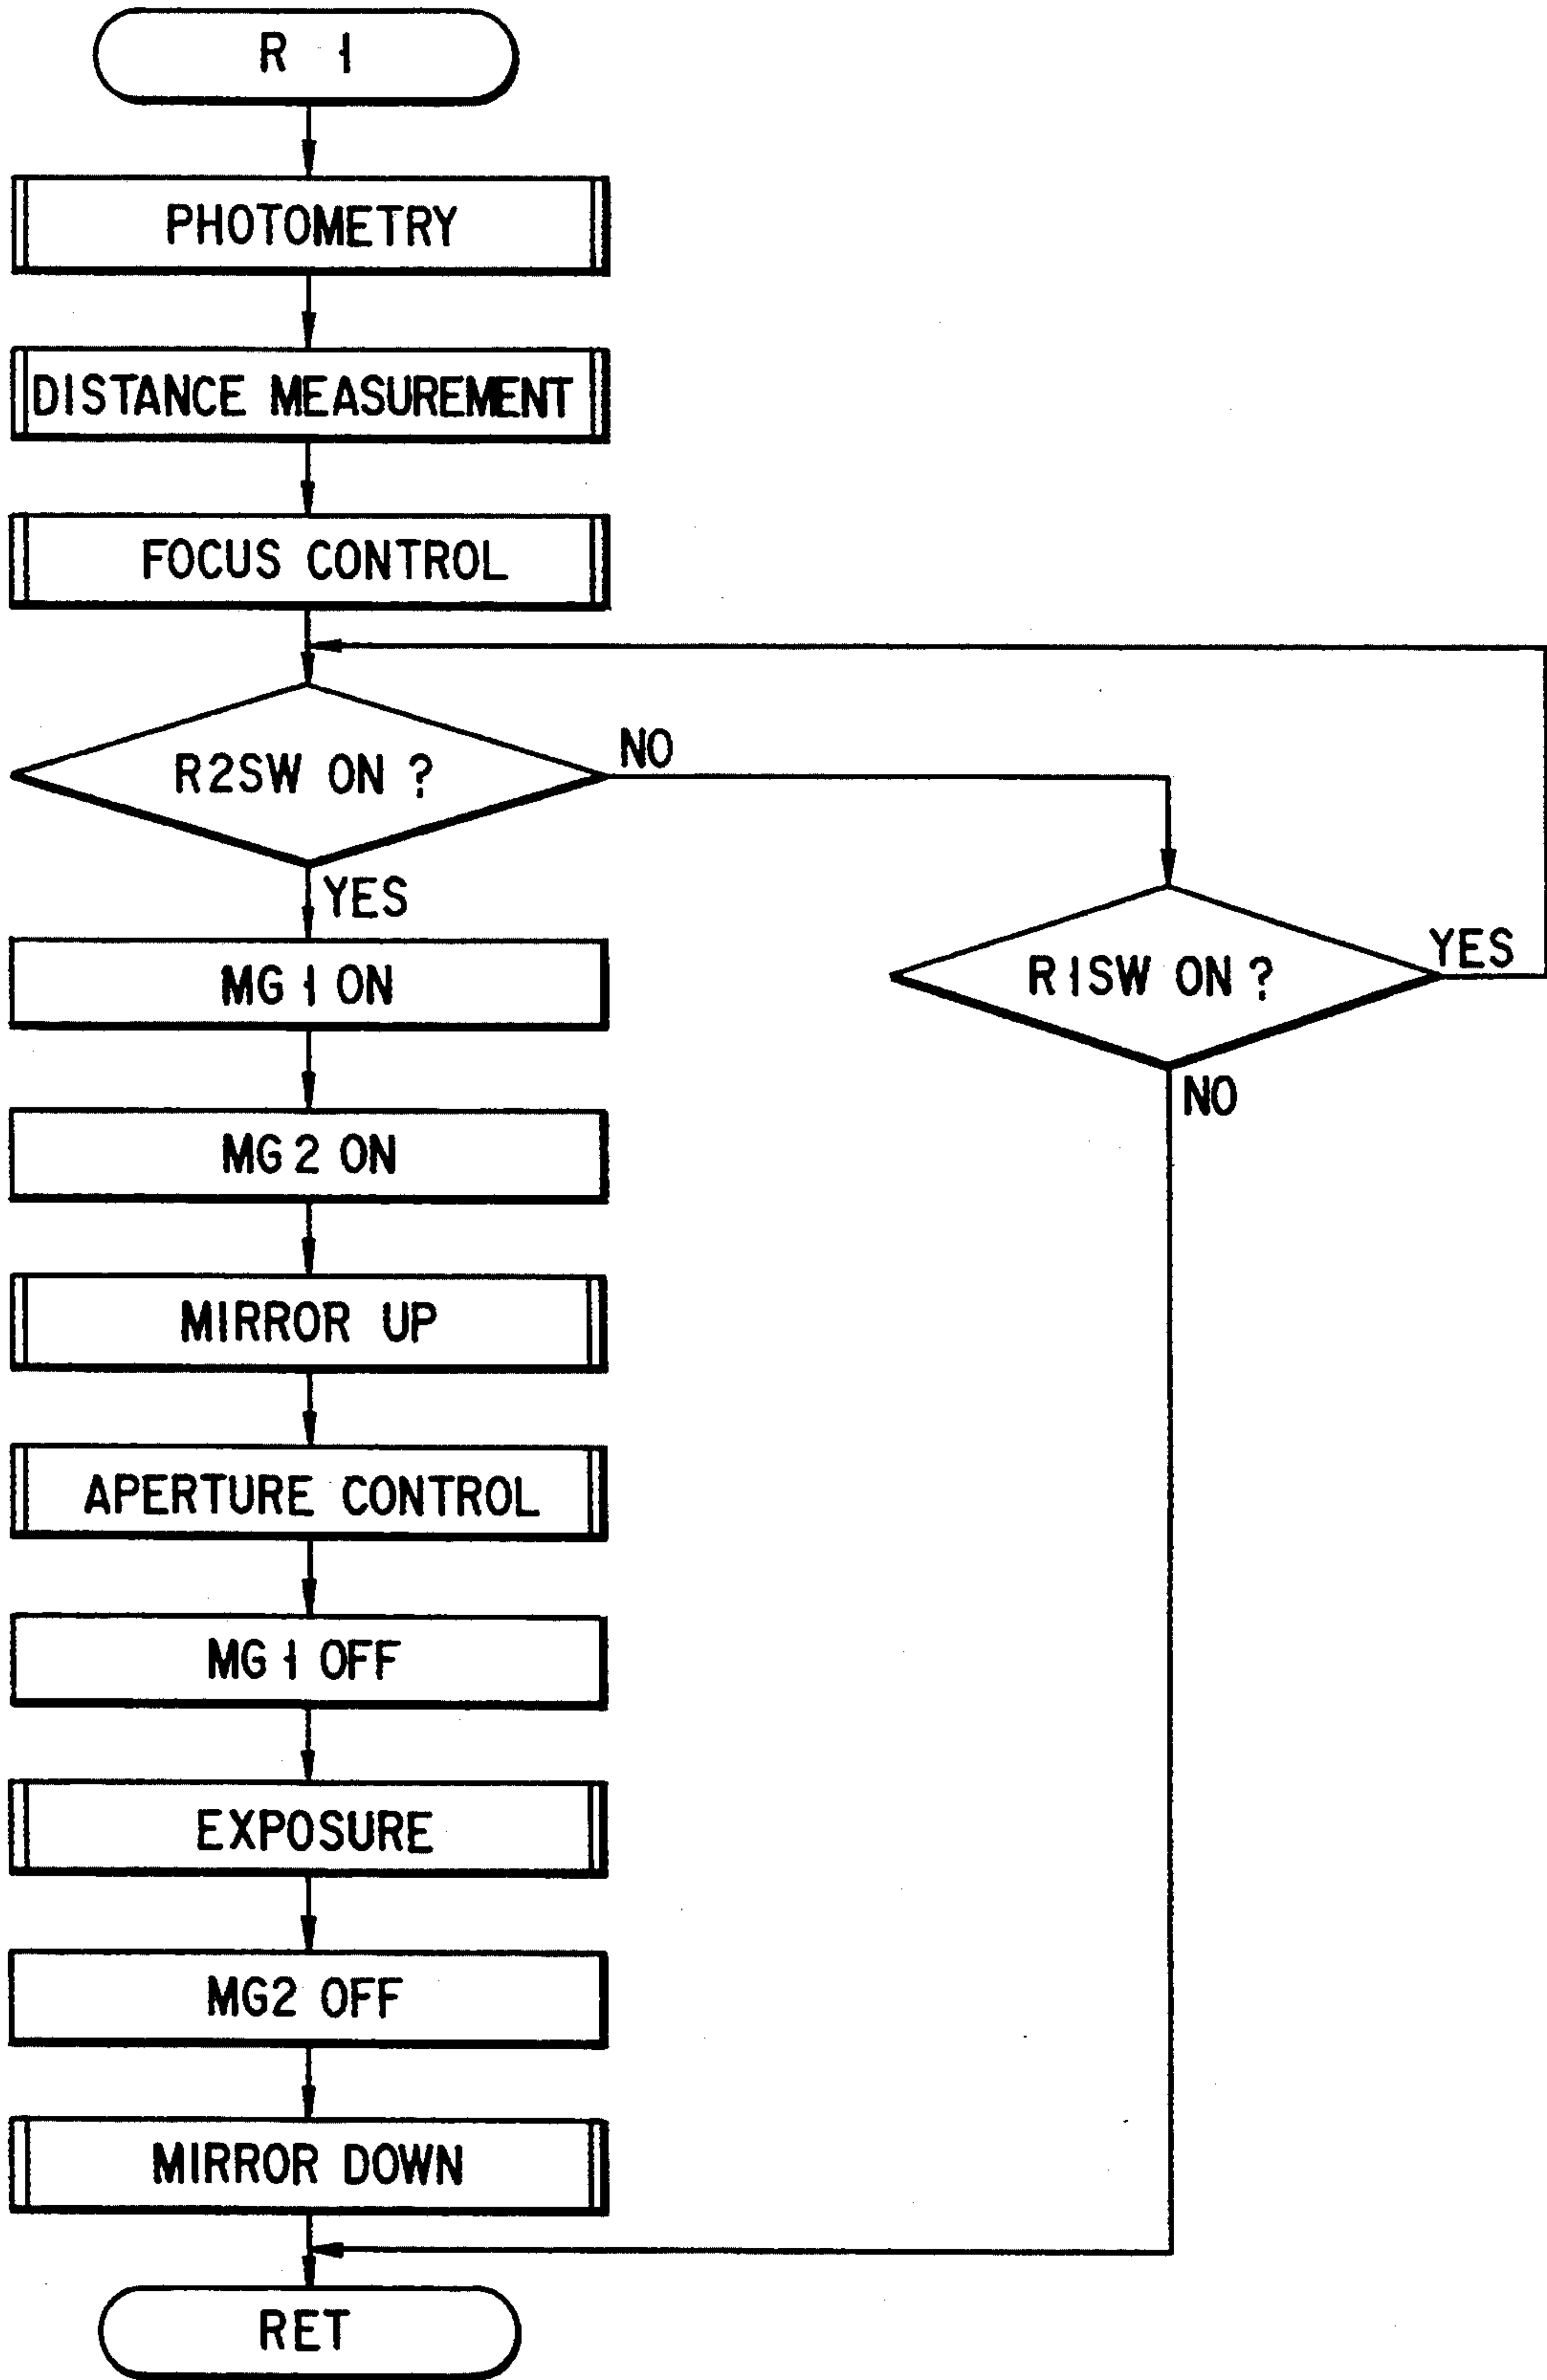 R 1
PHOTOMETRY
DISTANCE MEASUREMENT
FOCUS CONTROL
R2SW ON ?
NO
YES
R1SW ON ?
YES
NO
MG 1 ON
MG 2 ON
MIRROR UP
APERTURE CONTROL
MG 1 OFF
EXPOSURE
MG2 OFF
MIRROR DOWN
RET